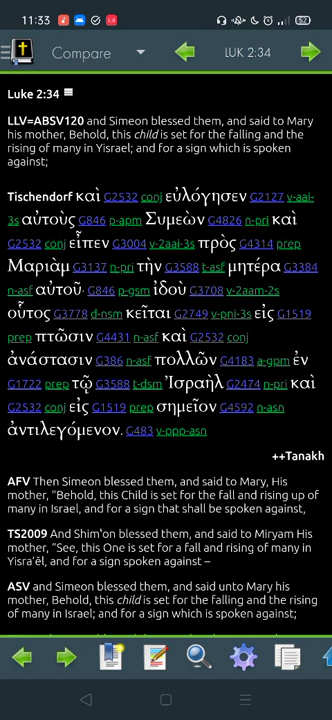 11:33 52
Compare LUK 2:34
Luke 2:34
LLV=ABSV120 and Simeon blessed them, and said to Mary
his mother, Behold, this child is set for the falling and the
rising of many in Yisrael; and for a sign which is spoken
against;
Tischendorf καὶ G2532 conj εὐλόγησεν G2127 v-aai-
3s αὐτοὺς G846 p-apm Συμεὼν G4826 n-pri καὶ
G2532 conj εἶπεν G3004 v-2aai-3s πρὸς G4314 prep
Μαριὰμ G3137 n-pri τὴν G3588 t-asf μητέρα G3384
n-asf αὐτοῦ· G846 p-gsm ἰδοὺ G3708 v-2aam-2s
οὗτος G3778 d-nsm κεῖται G2749 v-pni-3s εἰς G1519
prep πτῶσιν G4431 n-asf καὶ G2532 conj
ἀνάστασιν G386 n-asf πολλῶν G4183 a-gpm ἐν
G1722 prep τῷ G3588 t-dsm Ἰσραὴλ G2474 n-pri καὶ
G2532 conj εἰς G1519 prep σημεῖον G4592 n-asn
ἀντιλεγόμενον. G483 v-ppp-asn
++Tanakh
AFV Then Simeon blessed them, and said to Mary, His
mother, "Behold, this Child is set for the fall and rising up of
many in Israel, and for a sign that shall be spoken against,
TS2009 And Shim‛on blessed them, and said to Miryam His
mother, “See, this One is set for a fall and rising of many in
Yisra’ĕl, and for a sign spoken against –
ASV and Simeon blessed them, and said unto Mary his
mother, Behold, this child is set for the falling and the rising
of many in Israel; and for a sign which is spoken against;